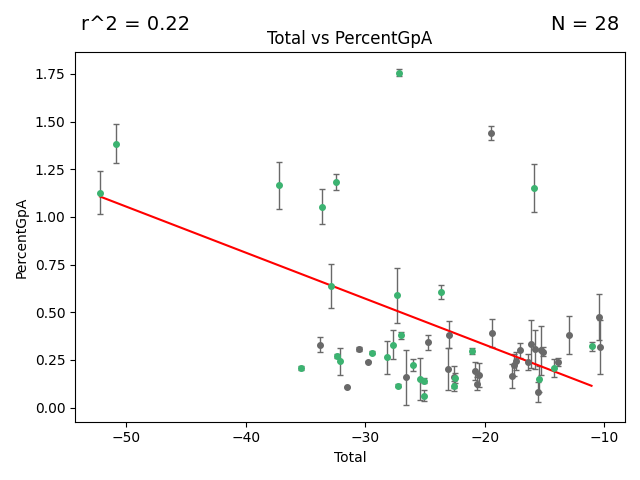 r^2 = 0.22
N = 28
Total vs PercentGpA
1.75
1.50
1.25
1.00
0.75
0.50
0.25
0.00
PercentGpA
−50
−40
−30
−20
−10
Total